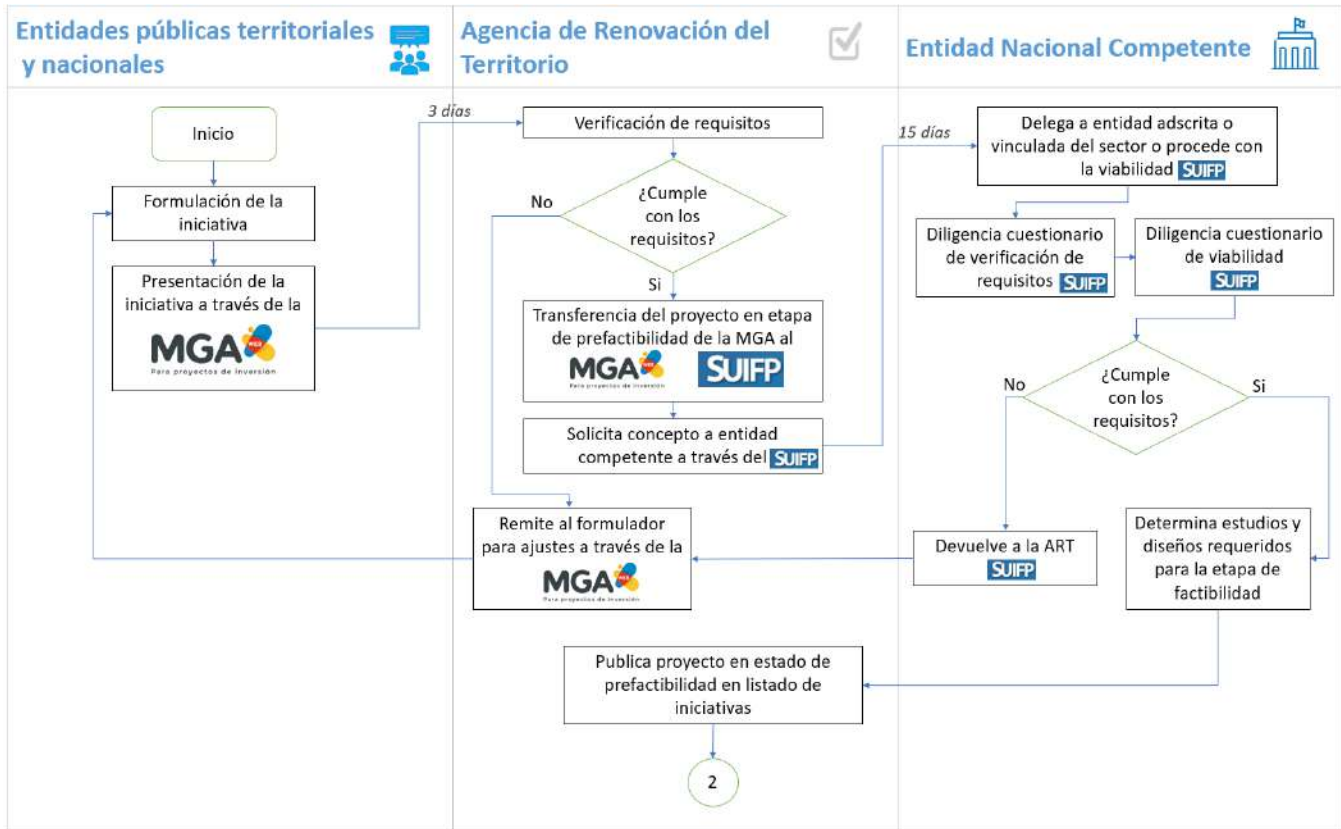 Entidades públicas territoriales
y nacionales
Agencia de Renovación del
Territorio
Entidad Nacional Competente
Inicio
Formulación de la
iniciativa
Presentación de la
iniciativa a través de la
MGA WEB
Para proyectos de inversión
3 días
Verificación de requisitos
¿Cumple
con los
requisitos?
No
Si
Transferencia del proyecto en etapa
de prefactibilidad de la MGA al
MGA WEB
Para proyectos de inversión
SUIFP
Solicita concepto a entidad
competente a través del SUIFP
Remite al formulador
para ajustes a través de la
MGA WEB
Para proyectos de inversión
15 días
Delega a entidad adscrita o
vinculada del sector o procede con
la viabilidad SUIFP
Diligencia cuestionario
de verificación de
requisitos SUIFP
Diligencia cuestionario
de viabilidad
SUIFP
¿Cumple
con los
requisitos?
No
Si
Devuelve a la ART
SUIFP
Determina estudios y
diseños requeridos
para la etapa de
factibilidad
Publica proyecto en estado de
prefactibilidad en listado de
iniciativas
2